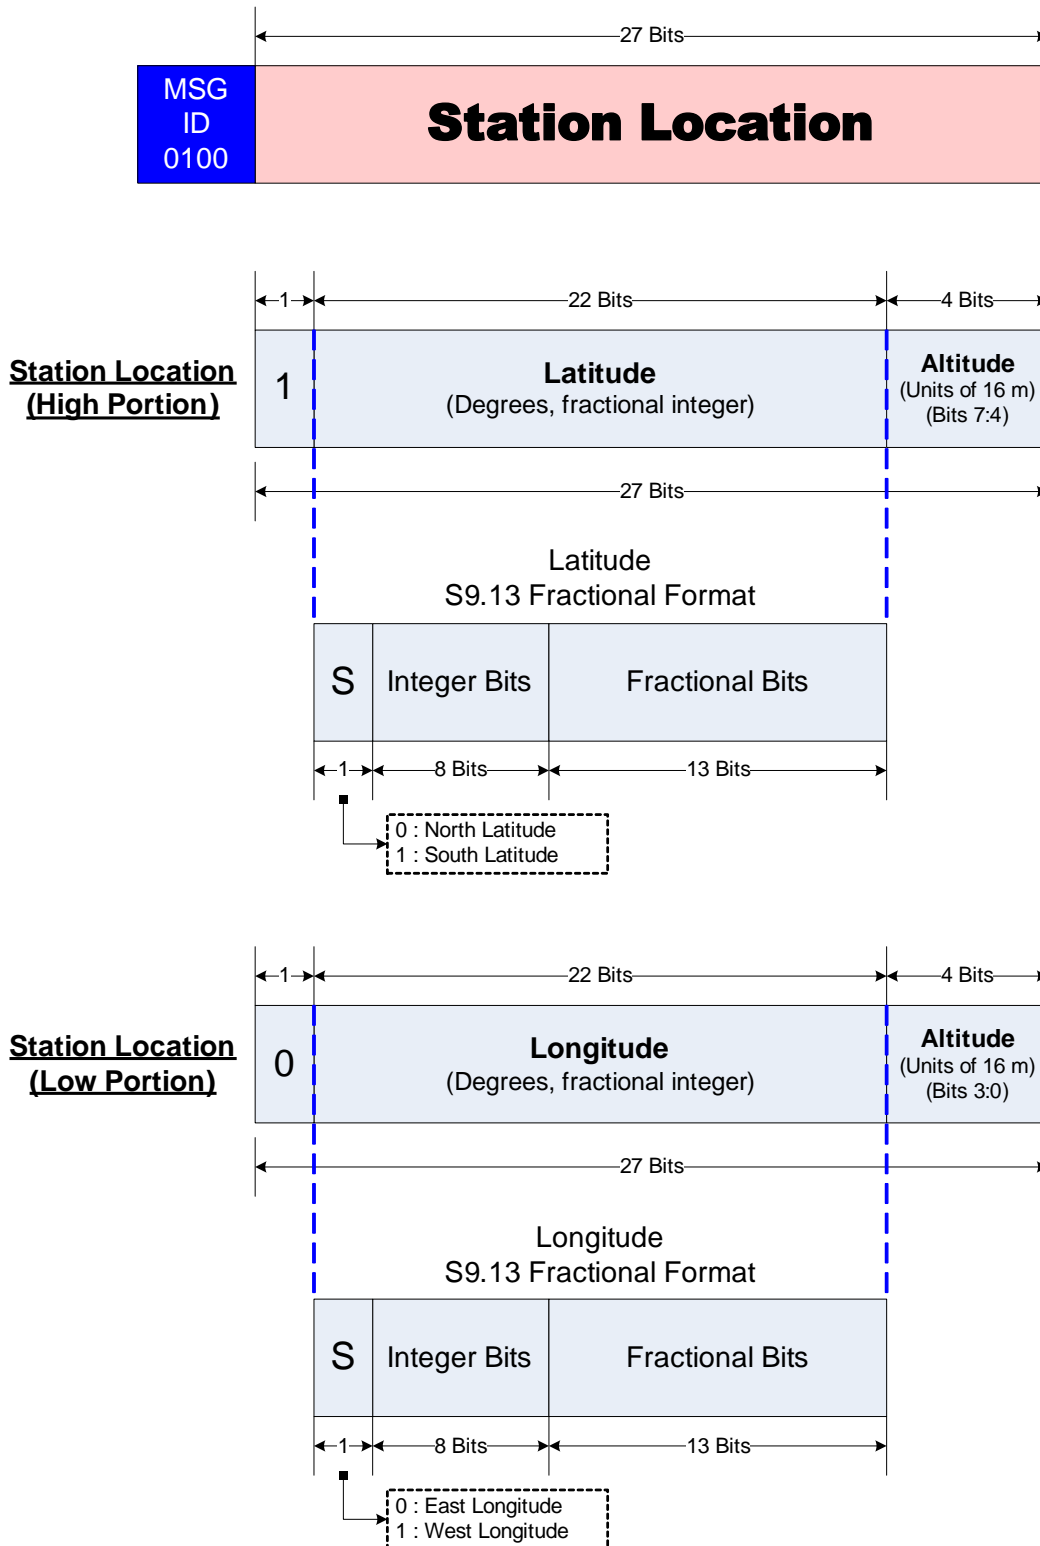 27 Bits
MSG
ID
0100
Station Location
1
22 Bits
4 Bits
Station Location
(High Portion)
1
Latitude
(Degrees, fractional integer)
Altitude
(Units of 16 m)
(Bits 7:4)
27 Bits
Latitude
S9.13 Fractional Format
S
Integer Bits
Fractional Bits
1
8 Bits
13 Bits
0 : North Latitude
1 : South Latitude
1
22 Bits
4 Bits
Station Location
(Low Portion)
0
Longitude
(Degrees, fractional integer)
Altitude
(Units of 16 m)
(Bits 3:0)
27 Bits
Longitude
S9.13 Fractional Format
S
Integer Bits
Fractional Bits
1
8 Bits
13 Bits
0 : East Longitude
1 : West Longitude